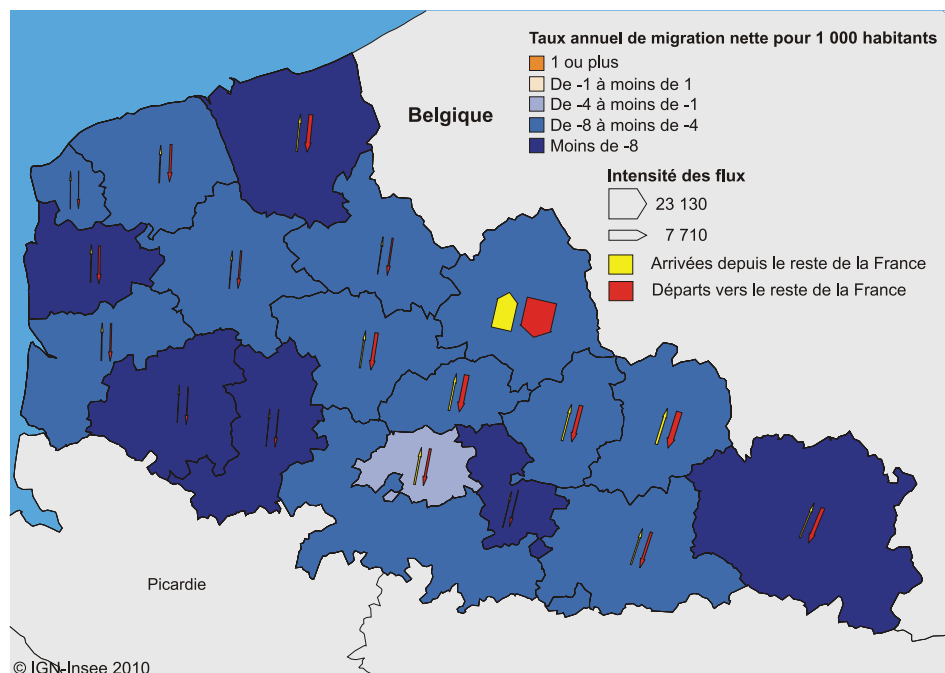 Taux annuel de migration nette pour 1 000 habitants
1 ou plus
De -1 à moins de 1
De -4 à moins de -1
De -8 à moins de -4
Moins de -8
Belgique
Intensité des flux
23 130
7 710
Arrivées depuis le reste de la France
Départs vers le reste de la France
Picardie
© IGN-Insee 2010